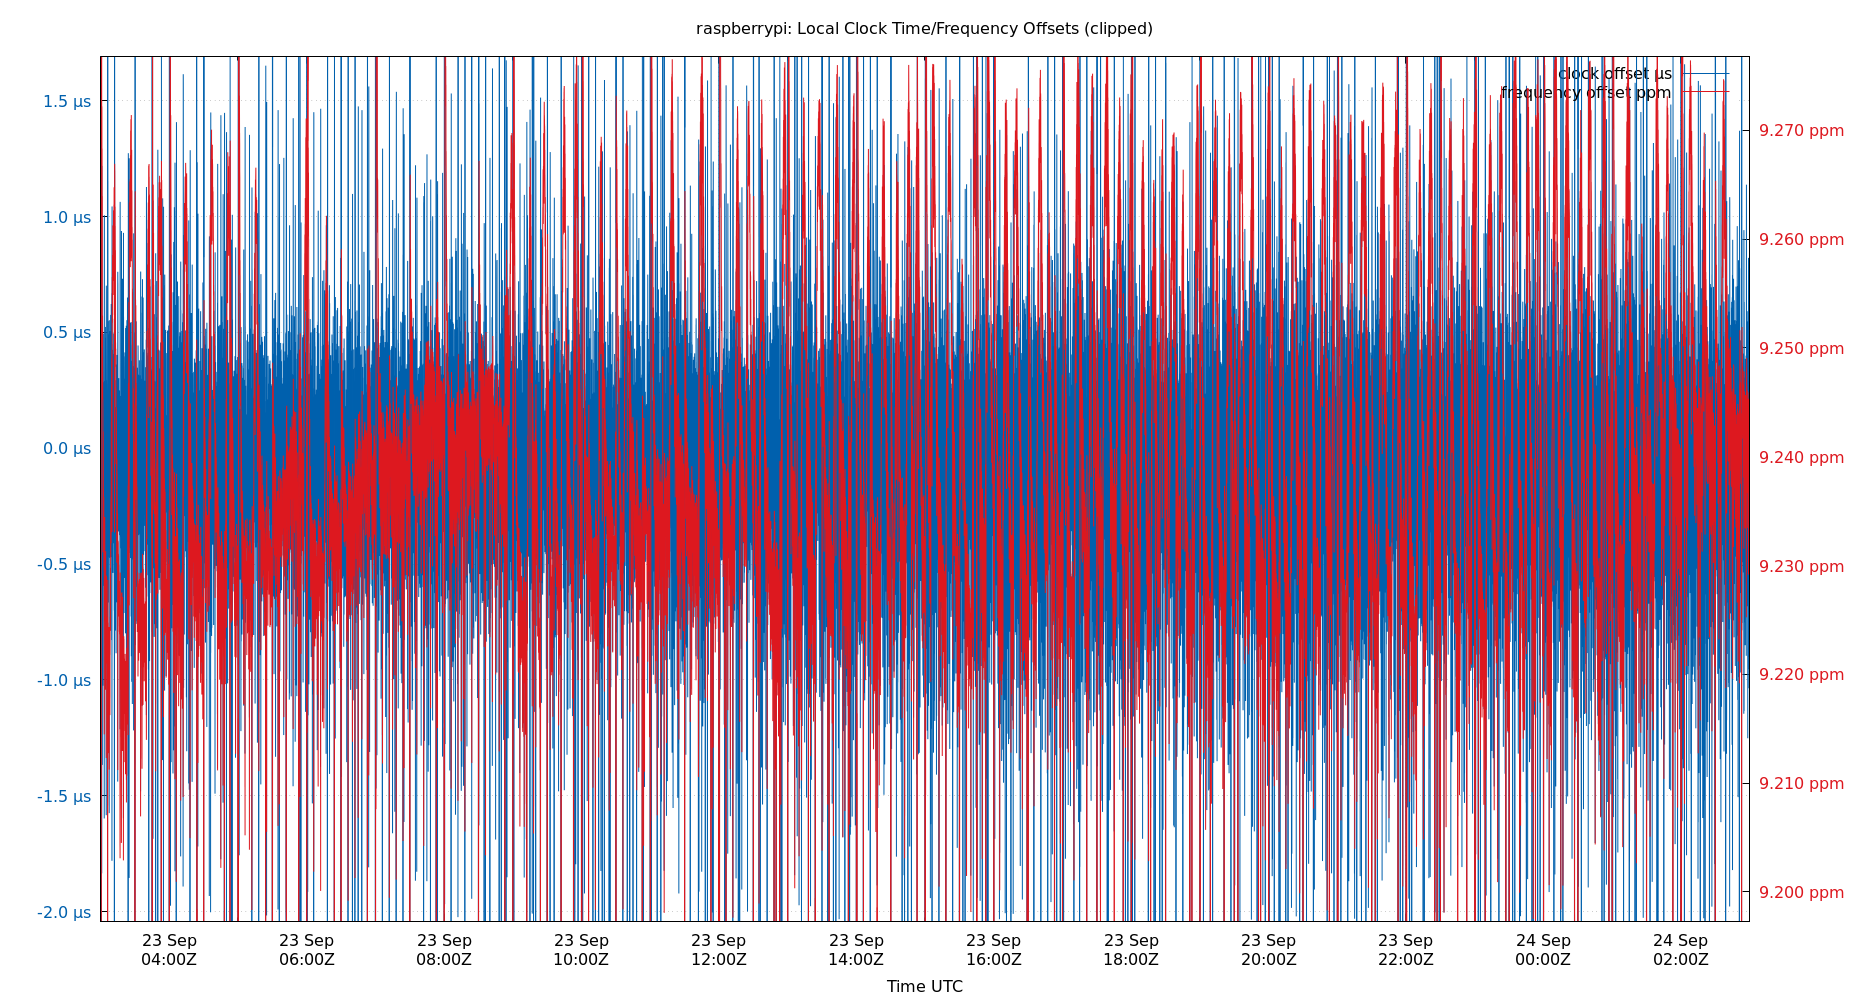 raspberrypi: Local Clock Time/Frequency Offsets (clipped)
clock offset µs
frequency offset ppm
1.5 µs
1.0 µs
0.5 µs
0.0 µs
-0.5 µs
-1.0 µs
-1.5 µs
-2.0 µs
9.270 ppm
9.260 ppm
9.250 ppm
9.240 ppm
9.230 ppm
9.220 ppm
9.210 ppm
9.200 ppm
23 Sep 23 Sep 23 Sep 23 Sep 23 Sep 23 Sep 23 Sep 23 Sep 23 Sep 23 Sep 24 Sep 24 Sep
04:00Z 06:00Z 08:00Z 10:00Z 12:00Z 14:00Z 16:00Z 18:00Z 20:00Z 22:00Z 00:00Z 02:00Z
Time UTC